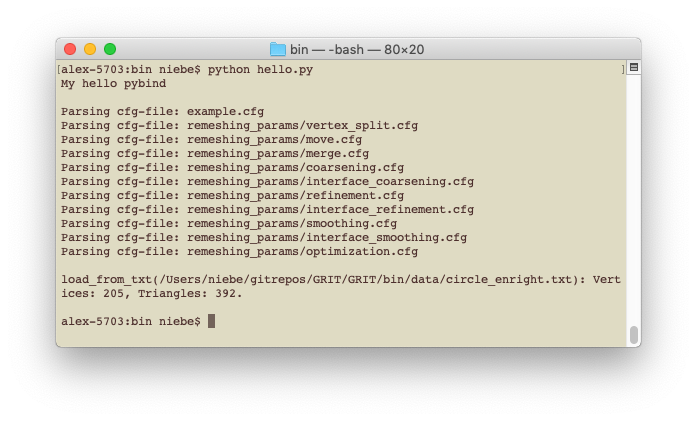 bin — -bash — 80×20
[alex-5703:bin niebe$ python hello.py ]
My hello pybind
Parsing cfg-file: example.cfg
Parsing cfg-file: remeshing_params/vertex_split.cfg
Parsing cfg-file: remeshing_params/move.cfg
Parsing cfg-file: remeshing_params/merge.cfg
Parsing cfg-file: remeshing_params/coarsening.cfg
Parsing cfg-file: remeshing_params/interface_coarsening.cfg
Parsing cfg-file: remeshing_params/refinement.cfg
Parsing cfg-file: remeshing_params/interface_refinement.cfg
Parsing cfg-file: remeshing_params/smoothing.cfg
Parsing cfg-file: remeshing_params/interface_smoothing.cfg
Parsing cfg-file: remeshing_params/optimization.cfg
load_from_txt(/Users/niebe/gitrepos/GRIT/GRIT/bin/data/circle_enright.txt): Vert
ices: 205, Triangles: 392.
alex-5703:bin niebe$